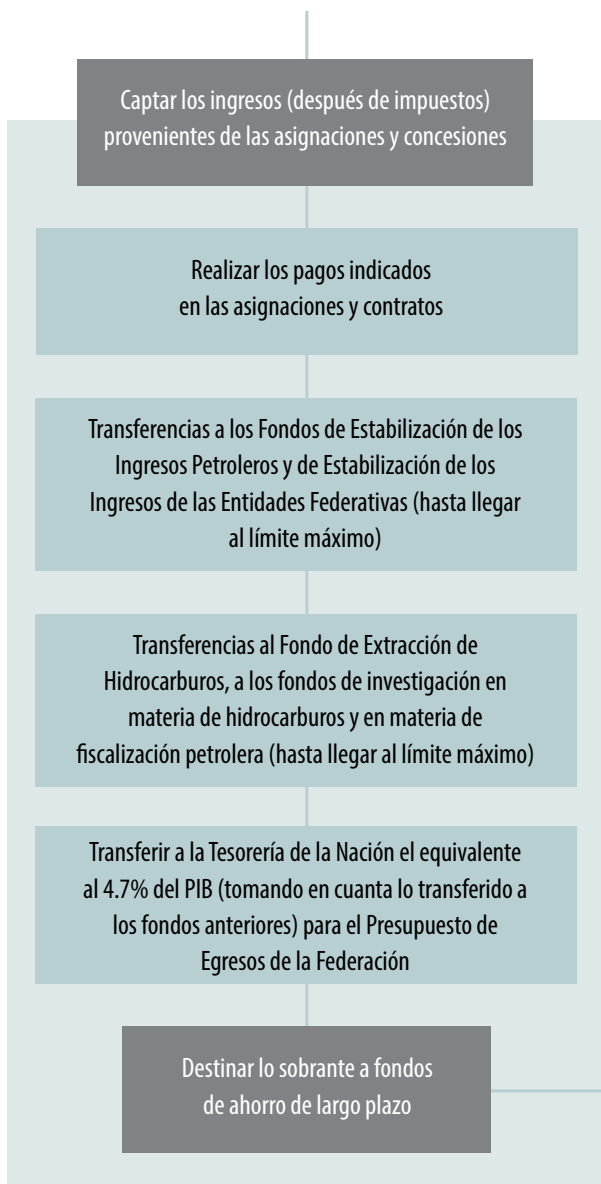 Captar los ingresos (después de impuestos)
provenientes de las asignaciones y concesiones
Realizar los pagos indicados
en las asignaciones y contratos
Transferencias a los Fondos de Estabilización de los
Ingresos Petroleros y de Estabilización de los
Ingresos de las Entidades Federativas (hasta llegar
al límite máximo)
Transferencias al Fondo de Extracción de
Hidrocarburos, a los fondos de investigación en
materia de hidrocarburos y en materia de
fiscalización petrolera (hasta llegar al límite máximo)
Transferir a la Tesorería de la Nación el equivalente
al 4.7% del PIB (tomando en cuanta lo transferido a
los fondos anteriores) para el Presupuesto de
Egresos de la Federación
Destinar lo sobrante a fondos
de ahorro de largo plazo